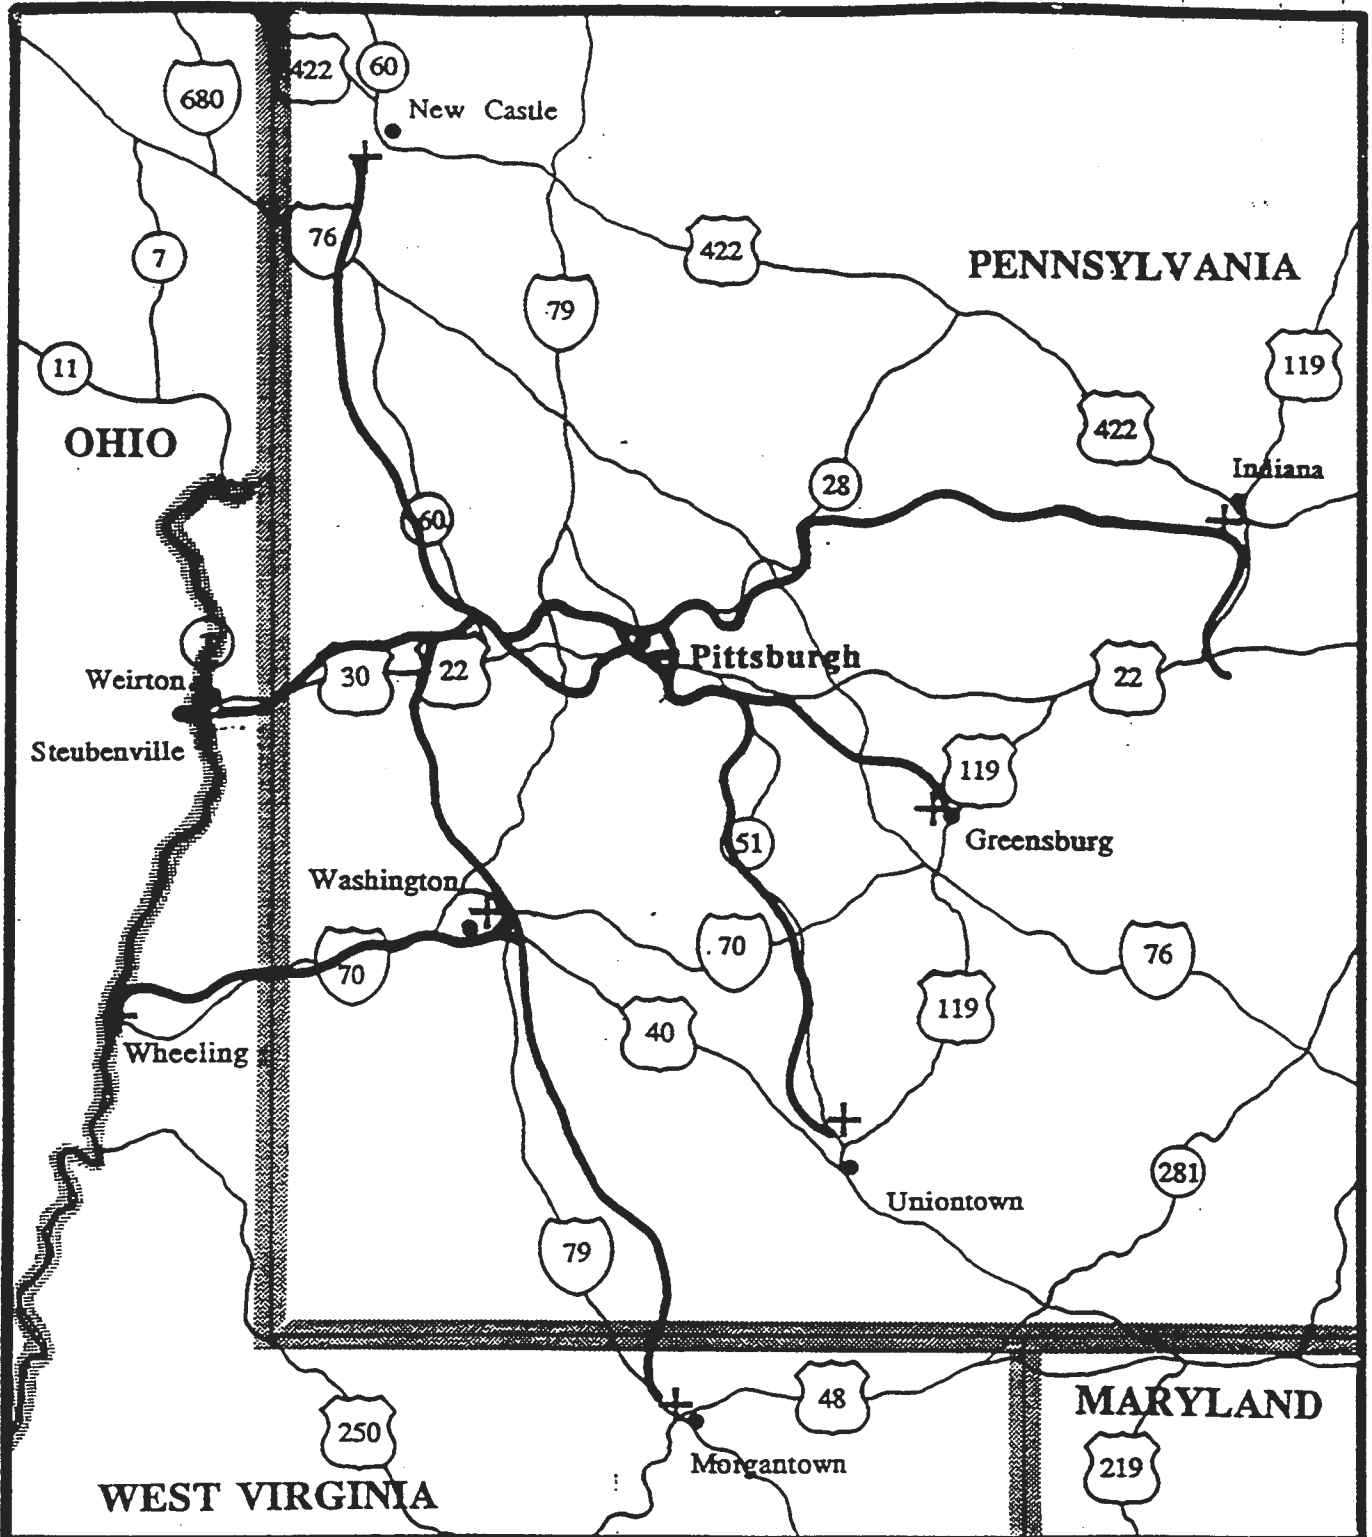 422
60
680
New Castle
76
7
422
PENNSYLVANIA
79
119
11
422
OHIO
Indiana
28
60
Pittsburgh
Weirton
30
22
22
Steubenville
119
51
Greensburg
Washington
70
70
76
119
40
Wheeling
281
Uniontown
79
48
MARYLAND
250
Morgantown
219
WEST VIRGINIA